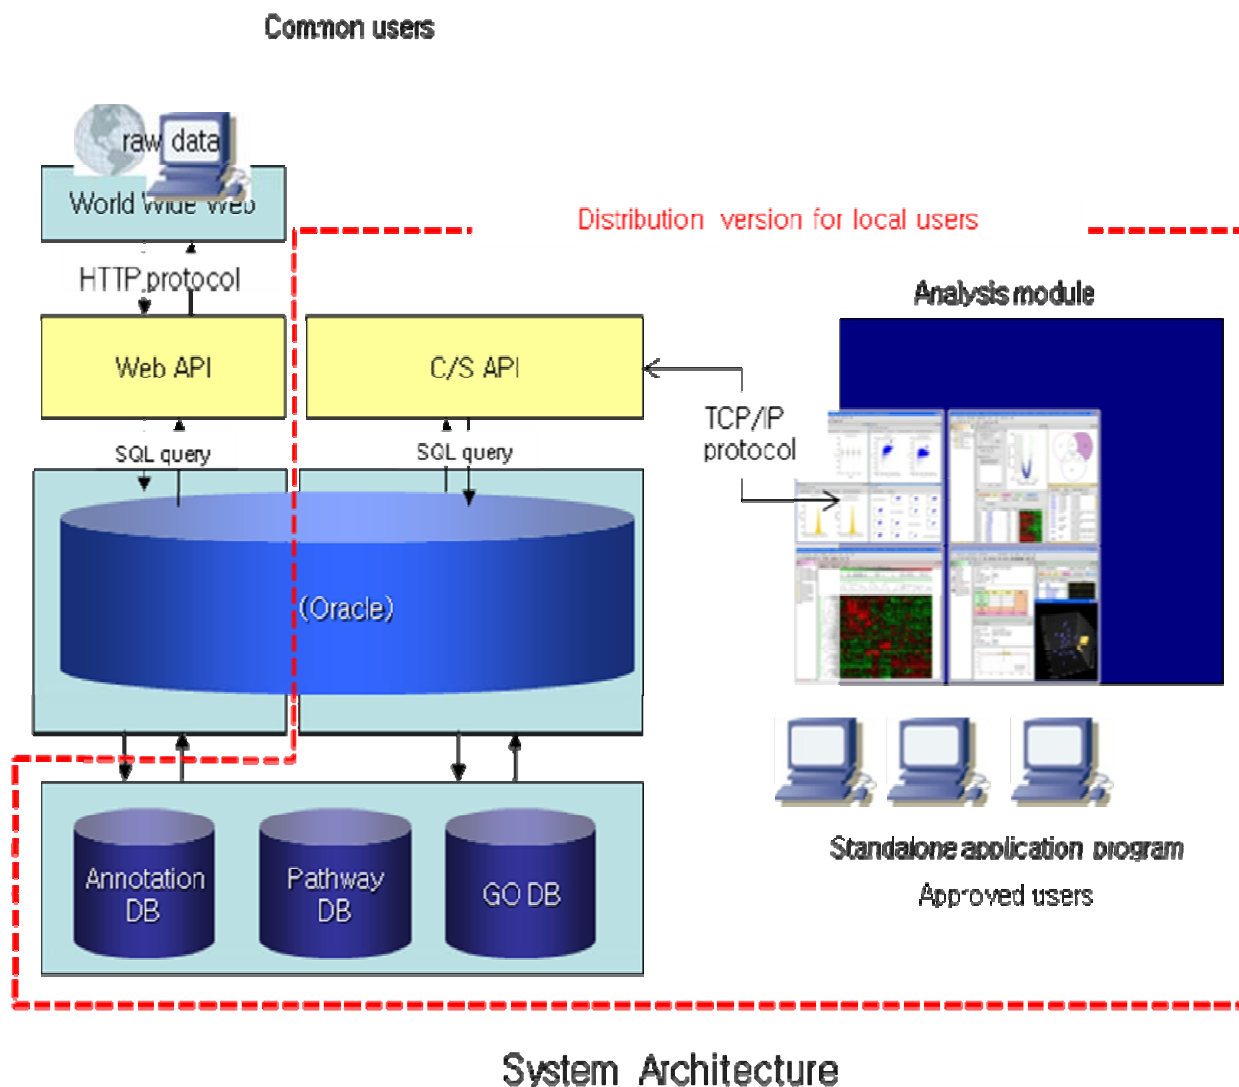 Common users
raw data
World Wide Web
Distribution version for local users
HTTP protocol
Analysis module
Web API
C/S API
TCP/IP
protocol
SQL query
SQL query
(Oracle)
Annotation
DB
Pathway
DB
GO DB
Standalone application program
Approved users
System Architecture